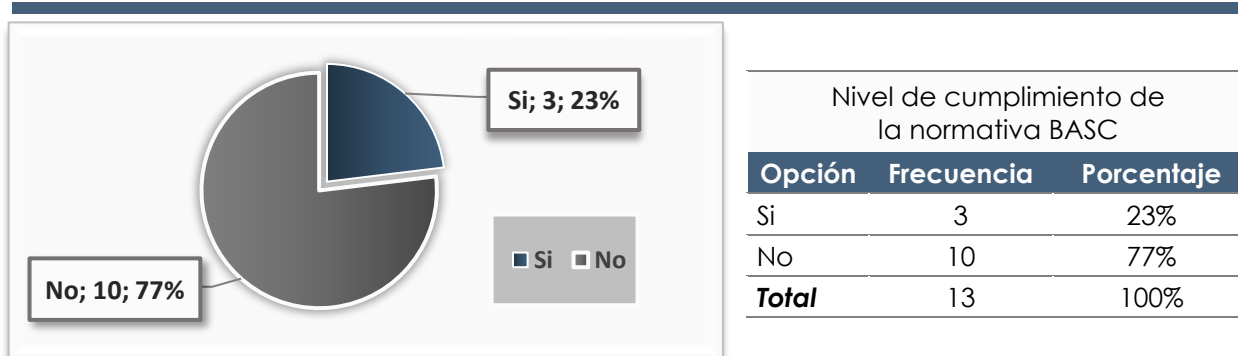 Si; 3; 23%
No; 10; 77%
Si No
Nivel de cumplimiento de
la normativa BASC
Opción Frecuencia Porcentaje
Si 3 23%
No 10 77%
Total 13 100%